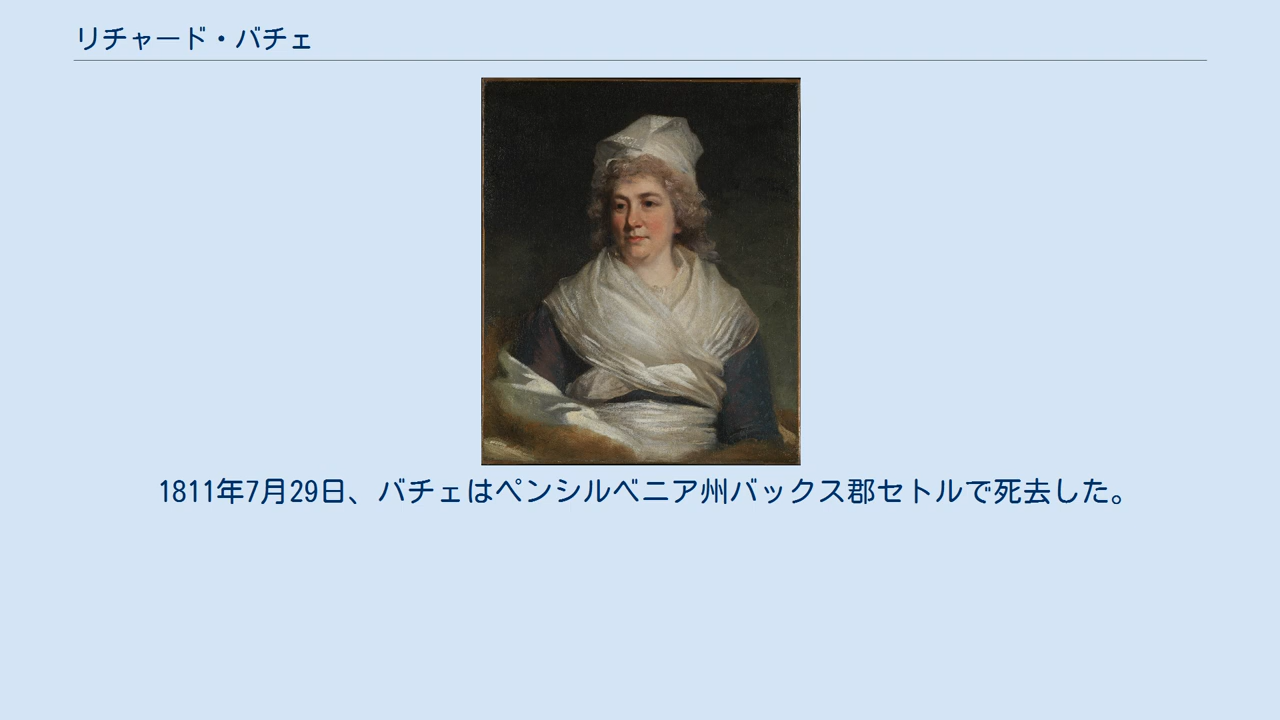 リチャード・バチェ
1811年7月29日、バチェはペンシルベニア州バックス郡セトルで死去した。